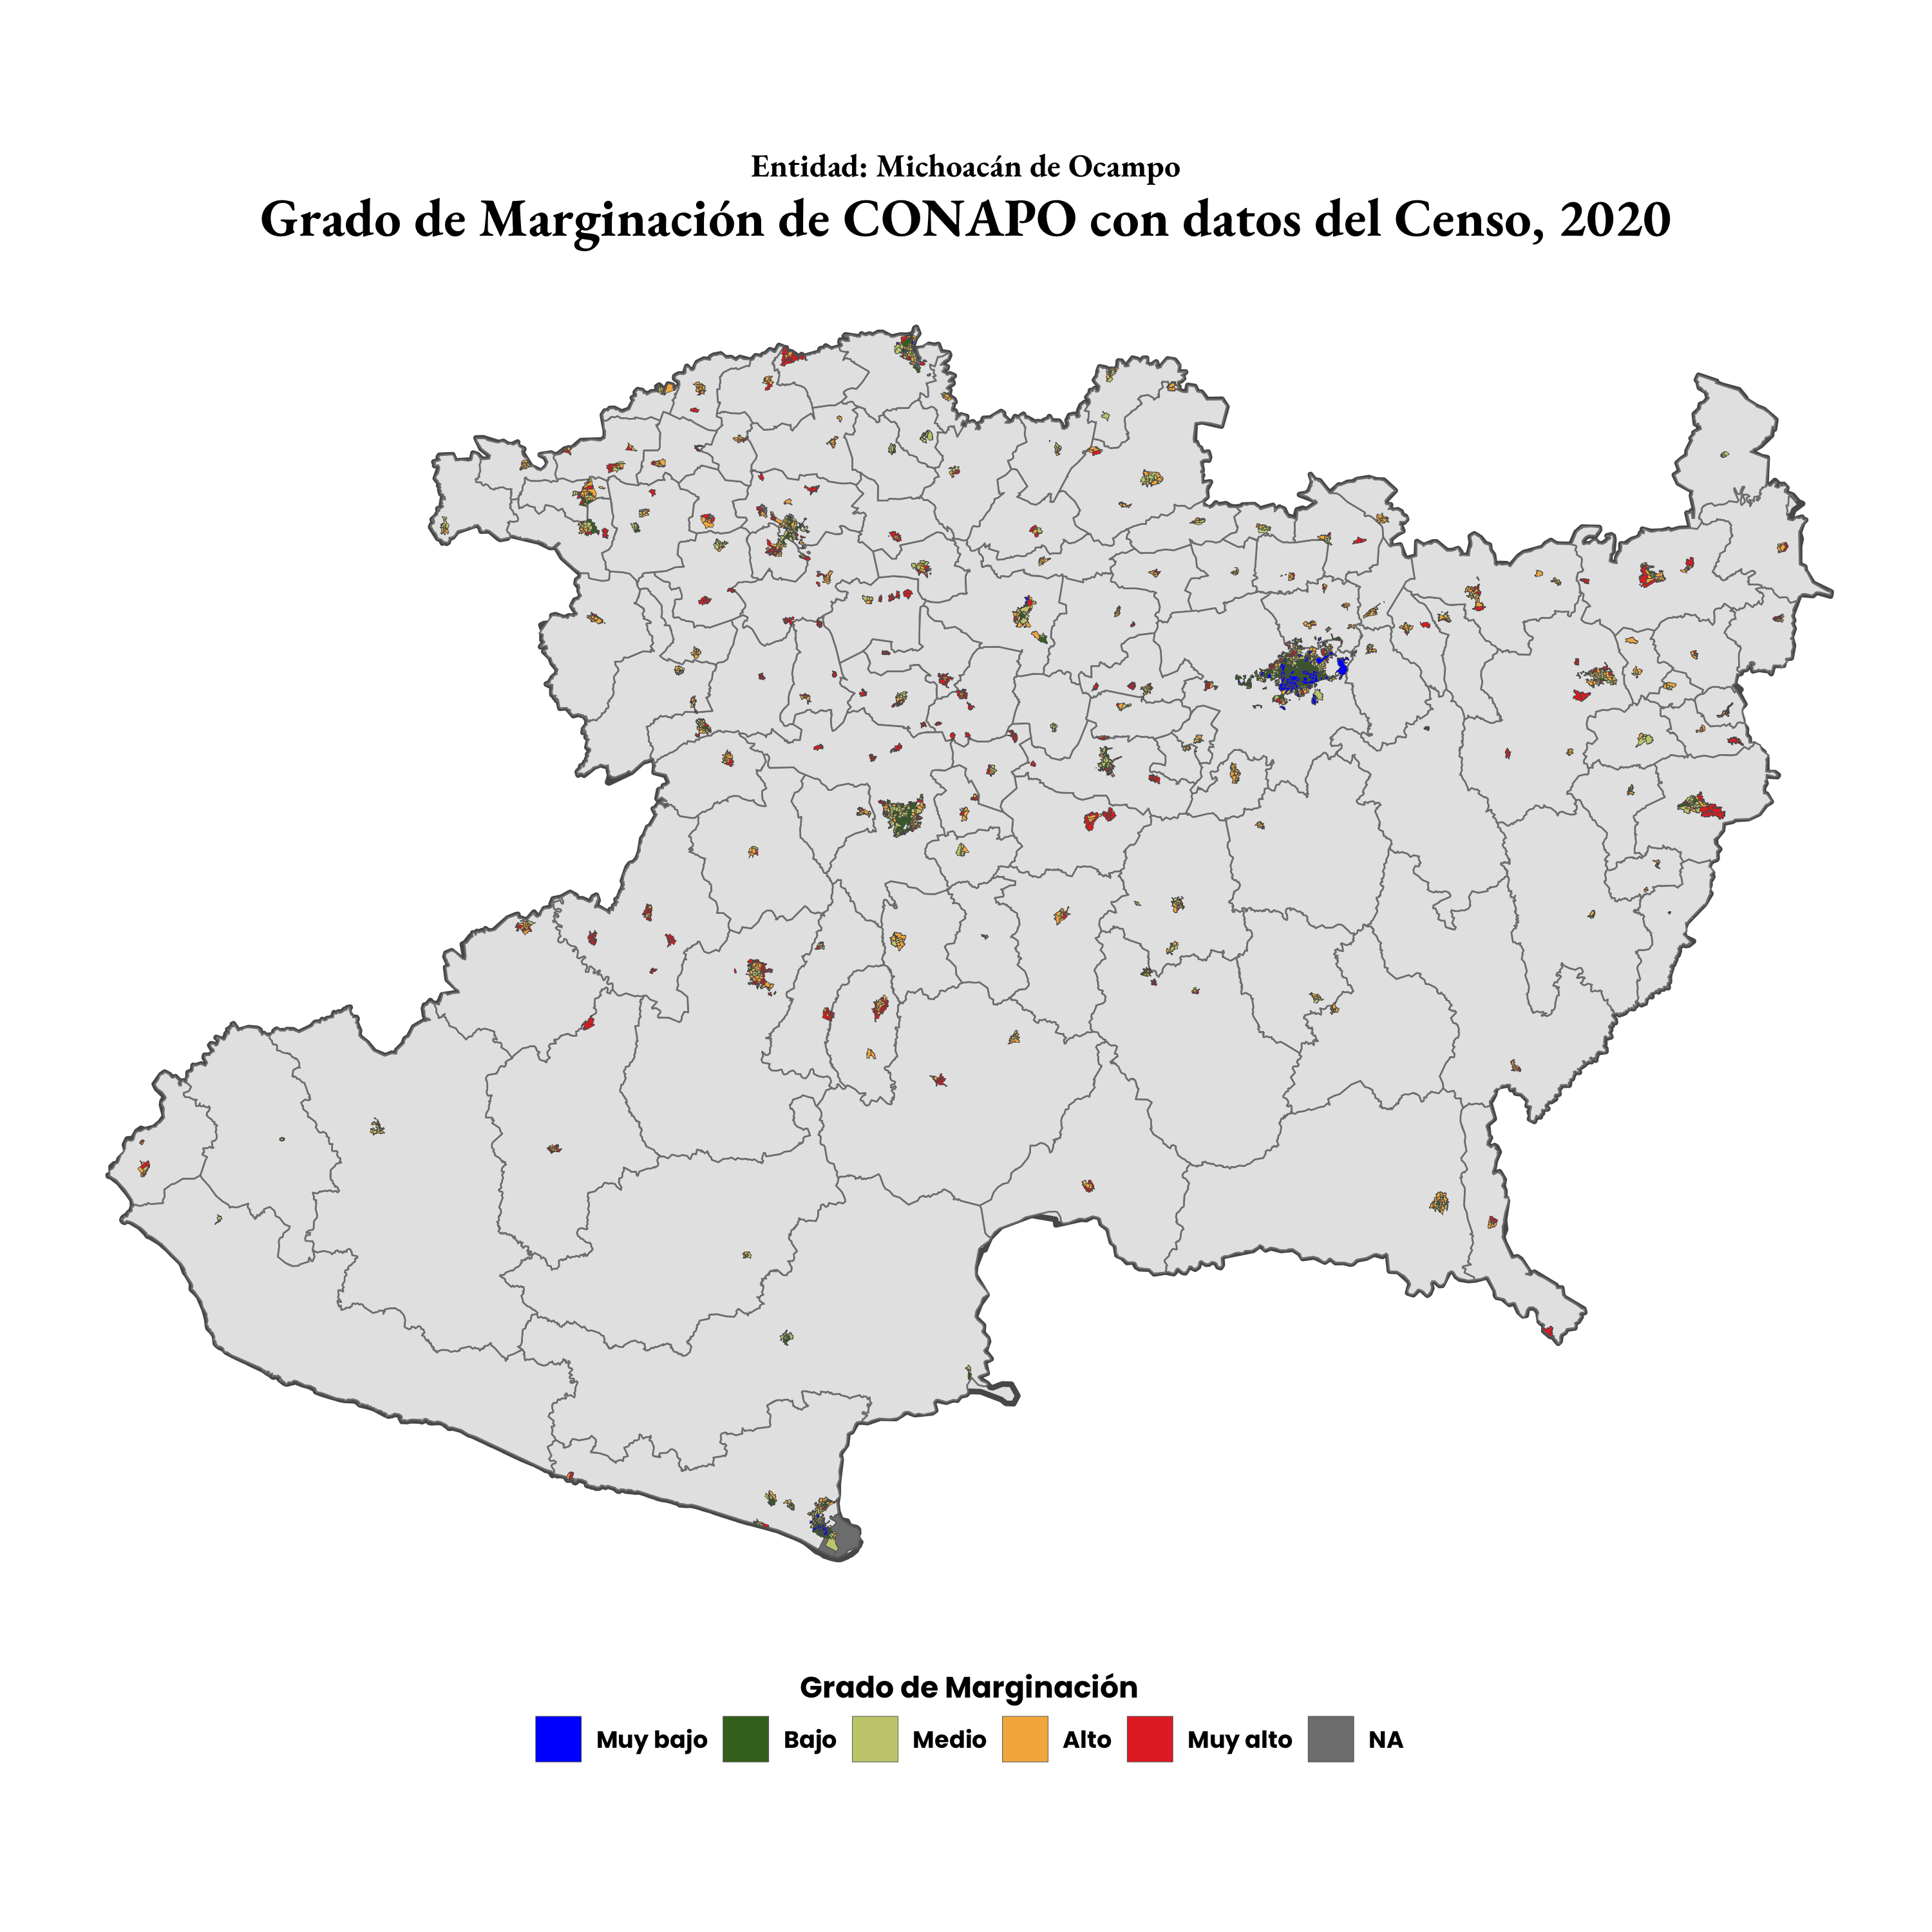 Entidad: Michoacán de Ocampo
Grado de Marginación de CONAPO con datos del Censo, 2020
Grado de Marginación
Muy bajo Bajo Medio Alto Muy alto NA